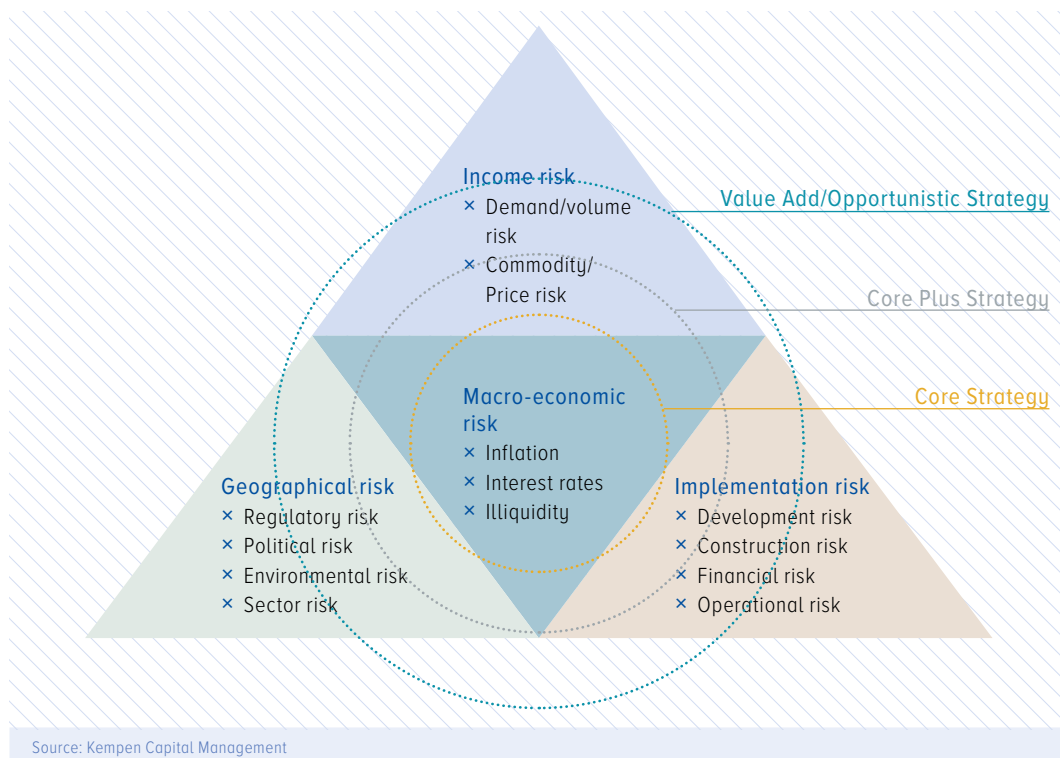 Income risk
× Demand/volume
risk
× Commodity/
Price risk
Value Add/Opportunistic Strategy
Core Plus Strategy
Core Strategy
Macro-economic
risk
× Inflation
× Interest rates
× Illiquidity
Geographical risk
× Regulatory risk
× Political risk
× Environmental risk
× Sector risk
Implementation risk
× Development risk
× Construction risk
× Financial risk
× Operational risk
Source: Kempen Capital Management